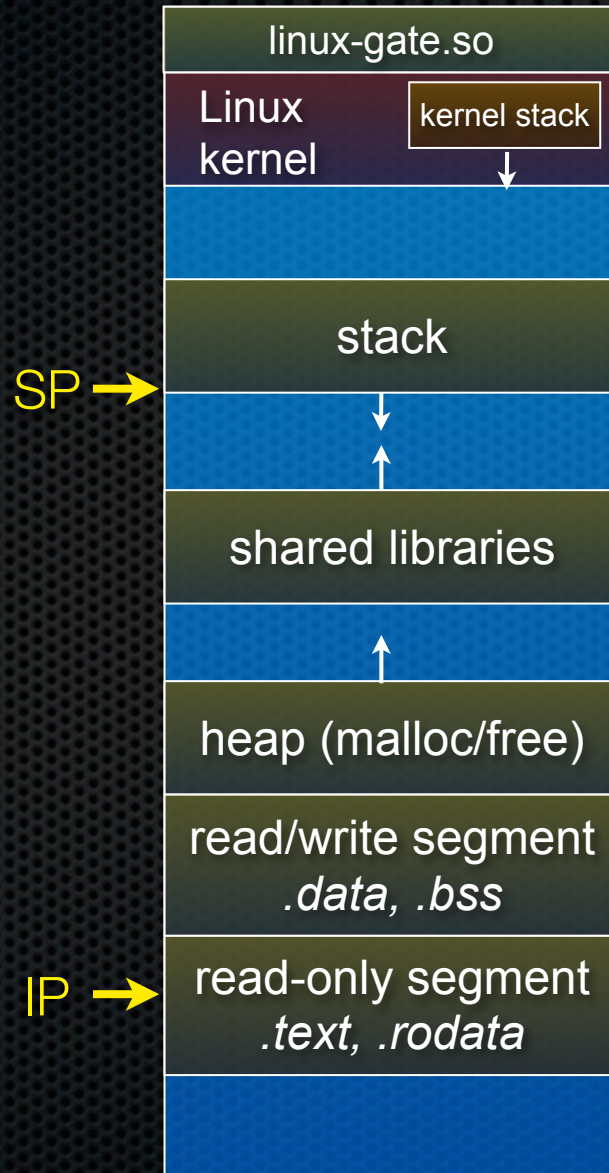 linux-gate.so
Linux
kernel
kernel stack
stack
SP
shared libraries
heap (malloc/free)
read/write segment
.data, .bss
IP
read-only segment
.text, .rodata